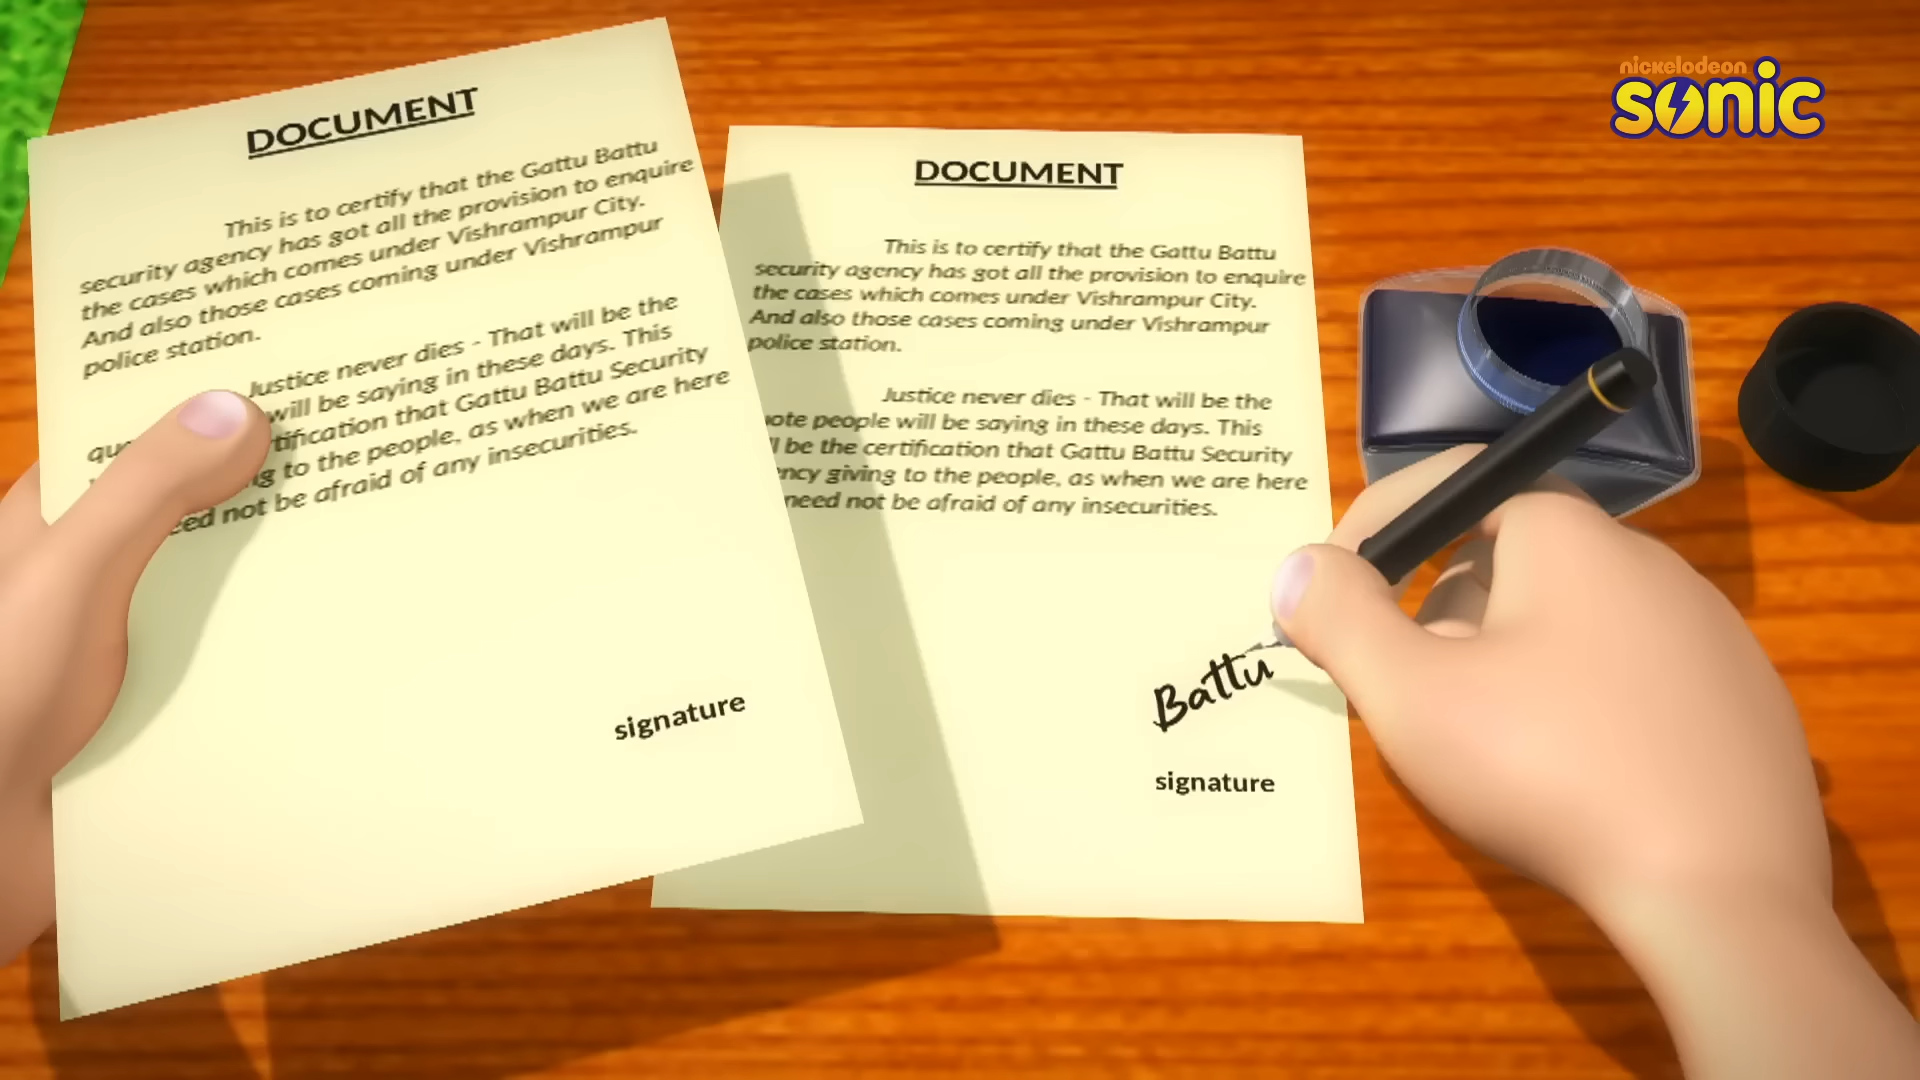 DOCUMENT
This is to certify that the Gattu Battu
security agency has got all the provision to enquire
the cases which comes under Vishrampur City.
And also those cases coming under Vishrampur
police station.
Justice never dies - That will be the
will be saying in these days. This
that Gattu Battu Security
to the people, as when we are here
not be afraid of any insecurities.
signature
DOCUMENT
This is to certify that the Gattu Battu
security agency has got all the provision to enquire
the cases which comes under Vishrampur City.
And also those cases coming under Vishrampur
police station.
Justice never dies - That will be the
people will be saying in these days. This
be the certification that Gattu Battu Security
giving to the people, as when we are here
need not be afraid of any insecurities.
Battu
signature
nickelodeon
sonic